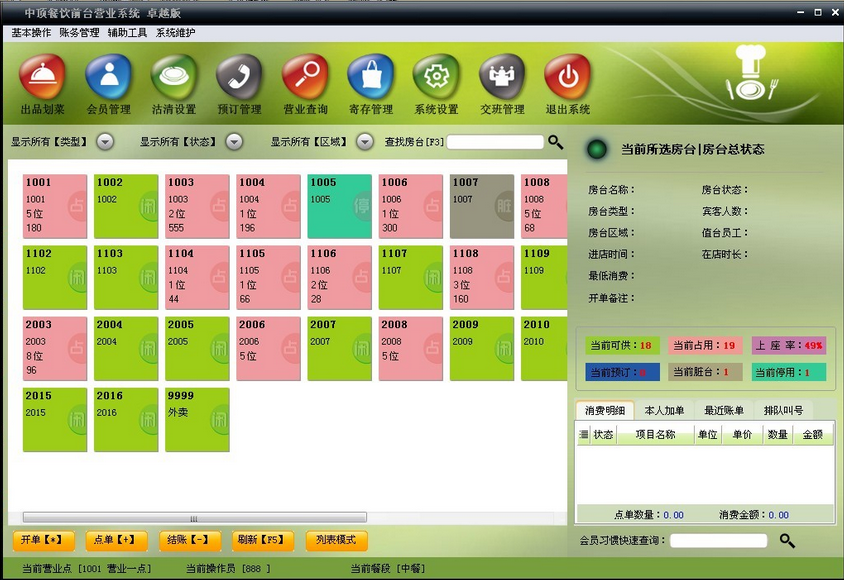 中顶餐饮前台营业系统 卓越版
基本操作 账务管理 辅助工具 系统维护
出品划菜 会员管理 沽清设置 预订管理 营业查询 寄存管理 系统设置 交班管理 退出系统
显示所有【类型】 显示所有【状态】 显示所有【区域】 查找房台[F3]
当前所选房台|房台总状态
1001 1002 1003 1004 1005 1006 1007 1008
1001 1002 1003 1004 1005 1006 1007 1008
5位 2位 1位 1位 5位
180 555 196 300 68
占 闲 占 占 停 占 脏
1102 1103 1104 1105 1106 1107 1108 1109
1102 1103 1104 1105 1106 1107 1108 1109
1位 1位 2位 3位
44 66 28 160
闲 闲 占 占 占 闲 占
2003 2004 2005 2006 2007 2008 2009 2010
2003 2004 2005 2006 2007 2008 2009 2010
8位 5位 5位
96
占 闲 闲 占 闲 占 闲
2015 2016 9999
2015 2016 外卖
闲 闲 闲
房台名称： 房台状态：
房台类型： 宾客人数：
房台区域： 值台员工：
进店时间： 在店时长：
最低消费：
开单备注：
当前可供：18 当前占用：19 上座率：49%
当前预订： 当前脏台：1 当前停用：1
消费明细 本人加单 最近账单 排队叫号
状态 项目名称 单位 单价 数量 金额
点单数量：0.00 消费金额：0.00
开单【*】 点单【+】 结账【-】 刷新【F5】 列表模式
会员习惯快速查询：
当前营业点 [1001 营业一点] 当前操作员 [888 ] 当前餐段 [中餐]